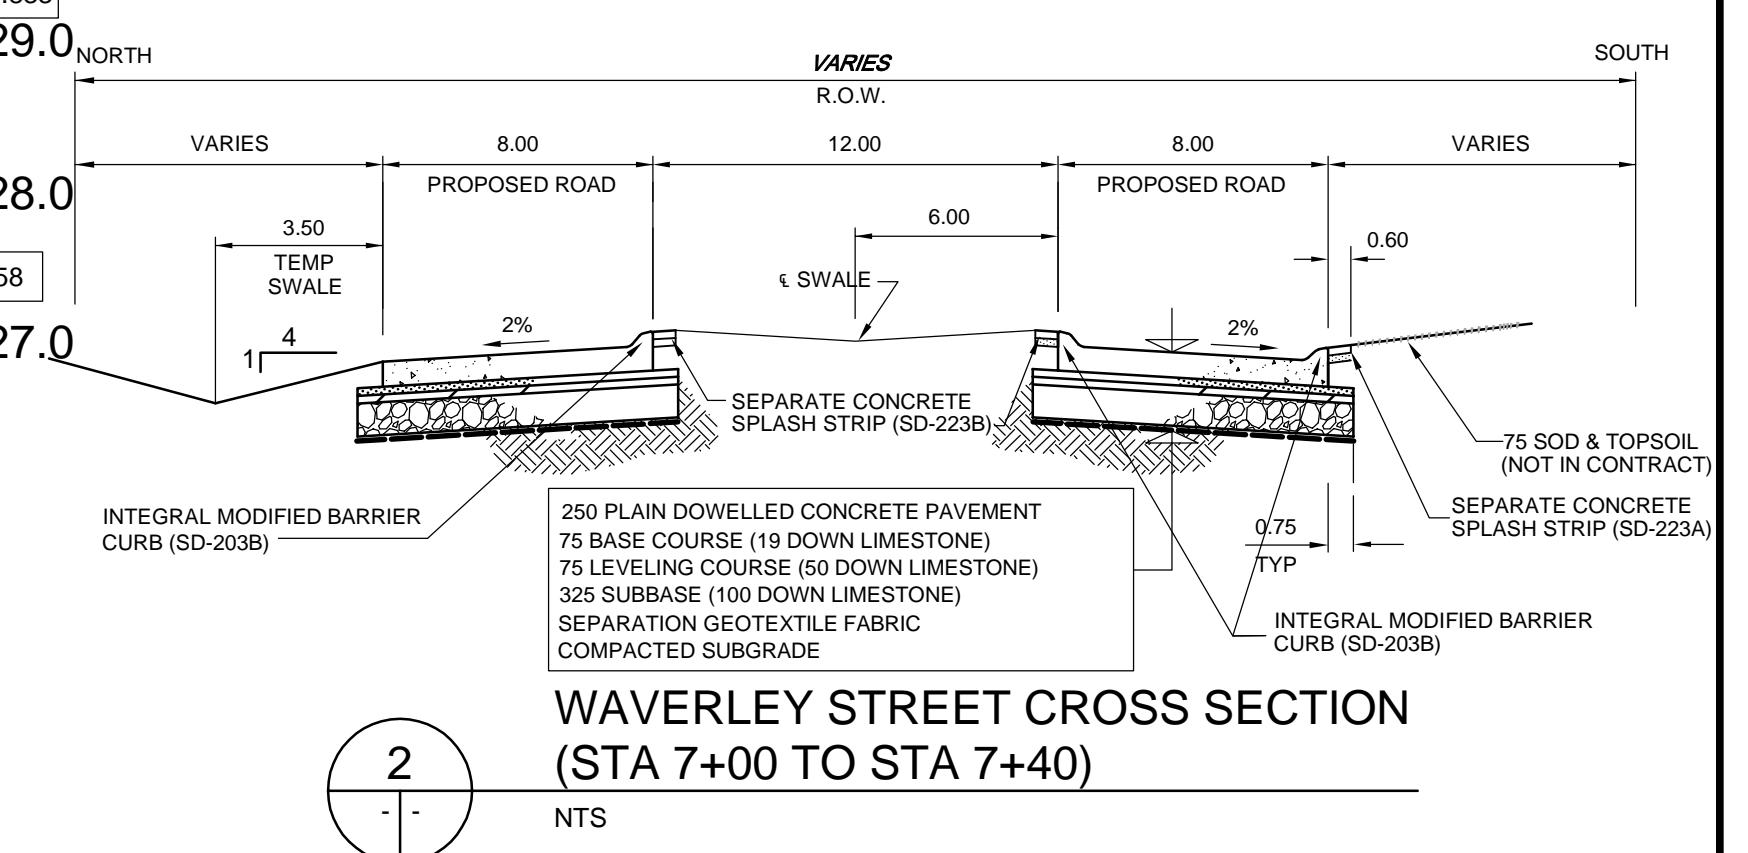 29.0
NORTH
VARIES
SOUTH
R.O.W.
VARIES
8.00
12.00
8.00
VARIES
PROPOSED ROAD
PROPOSED ROAD
28.0
3.50
6.00
0.60
TEMP
SWALE
58
℄ SWALE
27.0
1
4
2%
2%
SEPARATE CONCRETE
SPLASH STRIP (SD-223B)
75 SOD & TOPSOIL
(NOT IN CONTRACT)
INTEGRAL MODIFIED BARRIER
CURB (SD-203B)
250 PLAIN DOWELLED CONCRETE PAVEMENT
75 BASE COURSE (19 DOWN LIMESTONE)
75 LEVELING COURSE (50 DOWN LIMESTONE)
325 SUBBASE (100 DOWN LIMESTONE)
SEPARATION GEOTEXTILE FABRIC
COMPACTED SUBGRADE
0.75
TYP
SEPARATE CONCRETE
SPLASH STRIP (SD-223A)
INTEGRAL MODIFIED BARRIER
CURB (SD-203B)
WAVERLEY STREET CROSS SECTION
(STA 7+00 TO STA 7+40)
2
- -
NTS